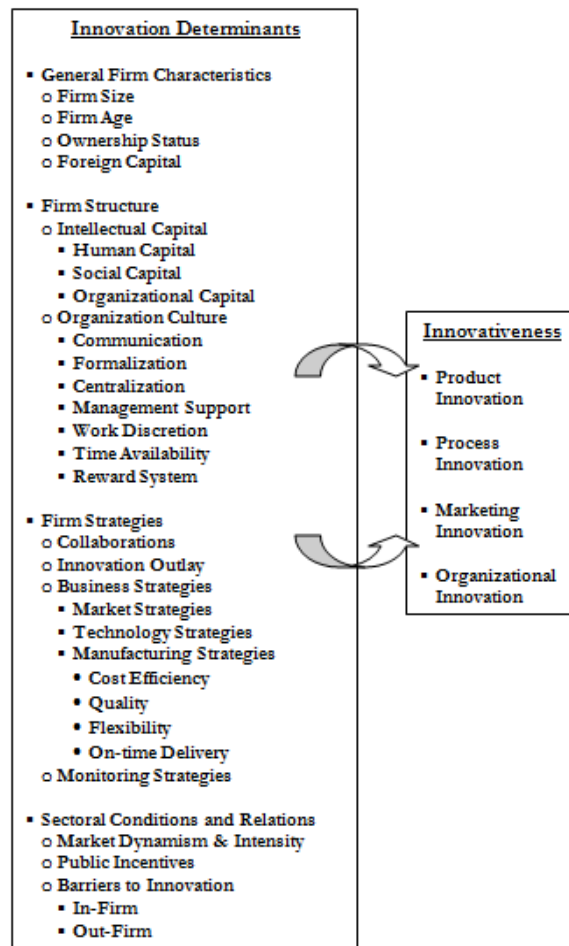 Innovation Determinants
▪ General Firm Characteristics
o Firm Size
o Firm Age
o Ownership Status
o Foreign Capital
▪ Firm Structure
o Intellectual Capital
▪ Human Capital
▪ Social Capital
▪ Organizational Capital
o Organization Culture
▪ Communication
▪ Formalization
▪ Centralization
▪ Management Support
▪ Work Discretion
▪ Time Availability
▪ Reward System
▪ Firm Strategies
o Collaborations
o Innovation Outlay
o Business Strategies
▪ Market Strategies
▪ Technology Strategies
▪ Manufacturing Strategies
• Cost Efficiency
• Quality
• Flexibility
• On-time Delivery
o Monitoring Strategies
▪ Sectoral Conditions and Relations
o Market Dynamism & Intensity
o Public Incentives
o Barriers to Innovation
▪ In-Firm
▪ Out-Firm
Innovativeness
▪ Product
Innovation
▪ Process
Innovation
▪ Marketing
Innovation
▪ Organizational
Innovation